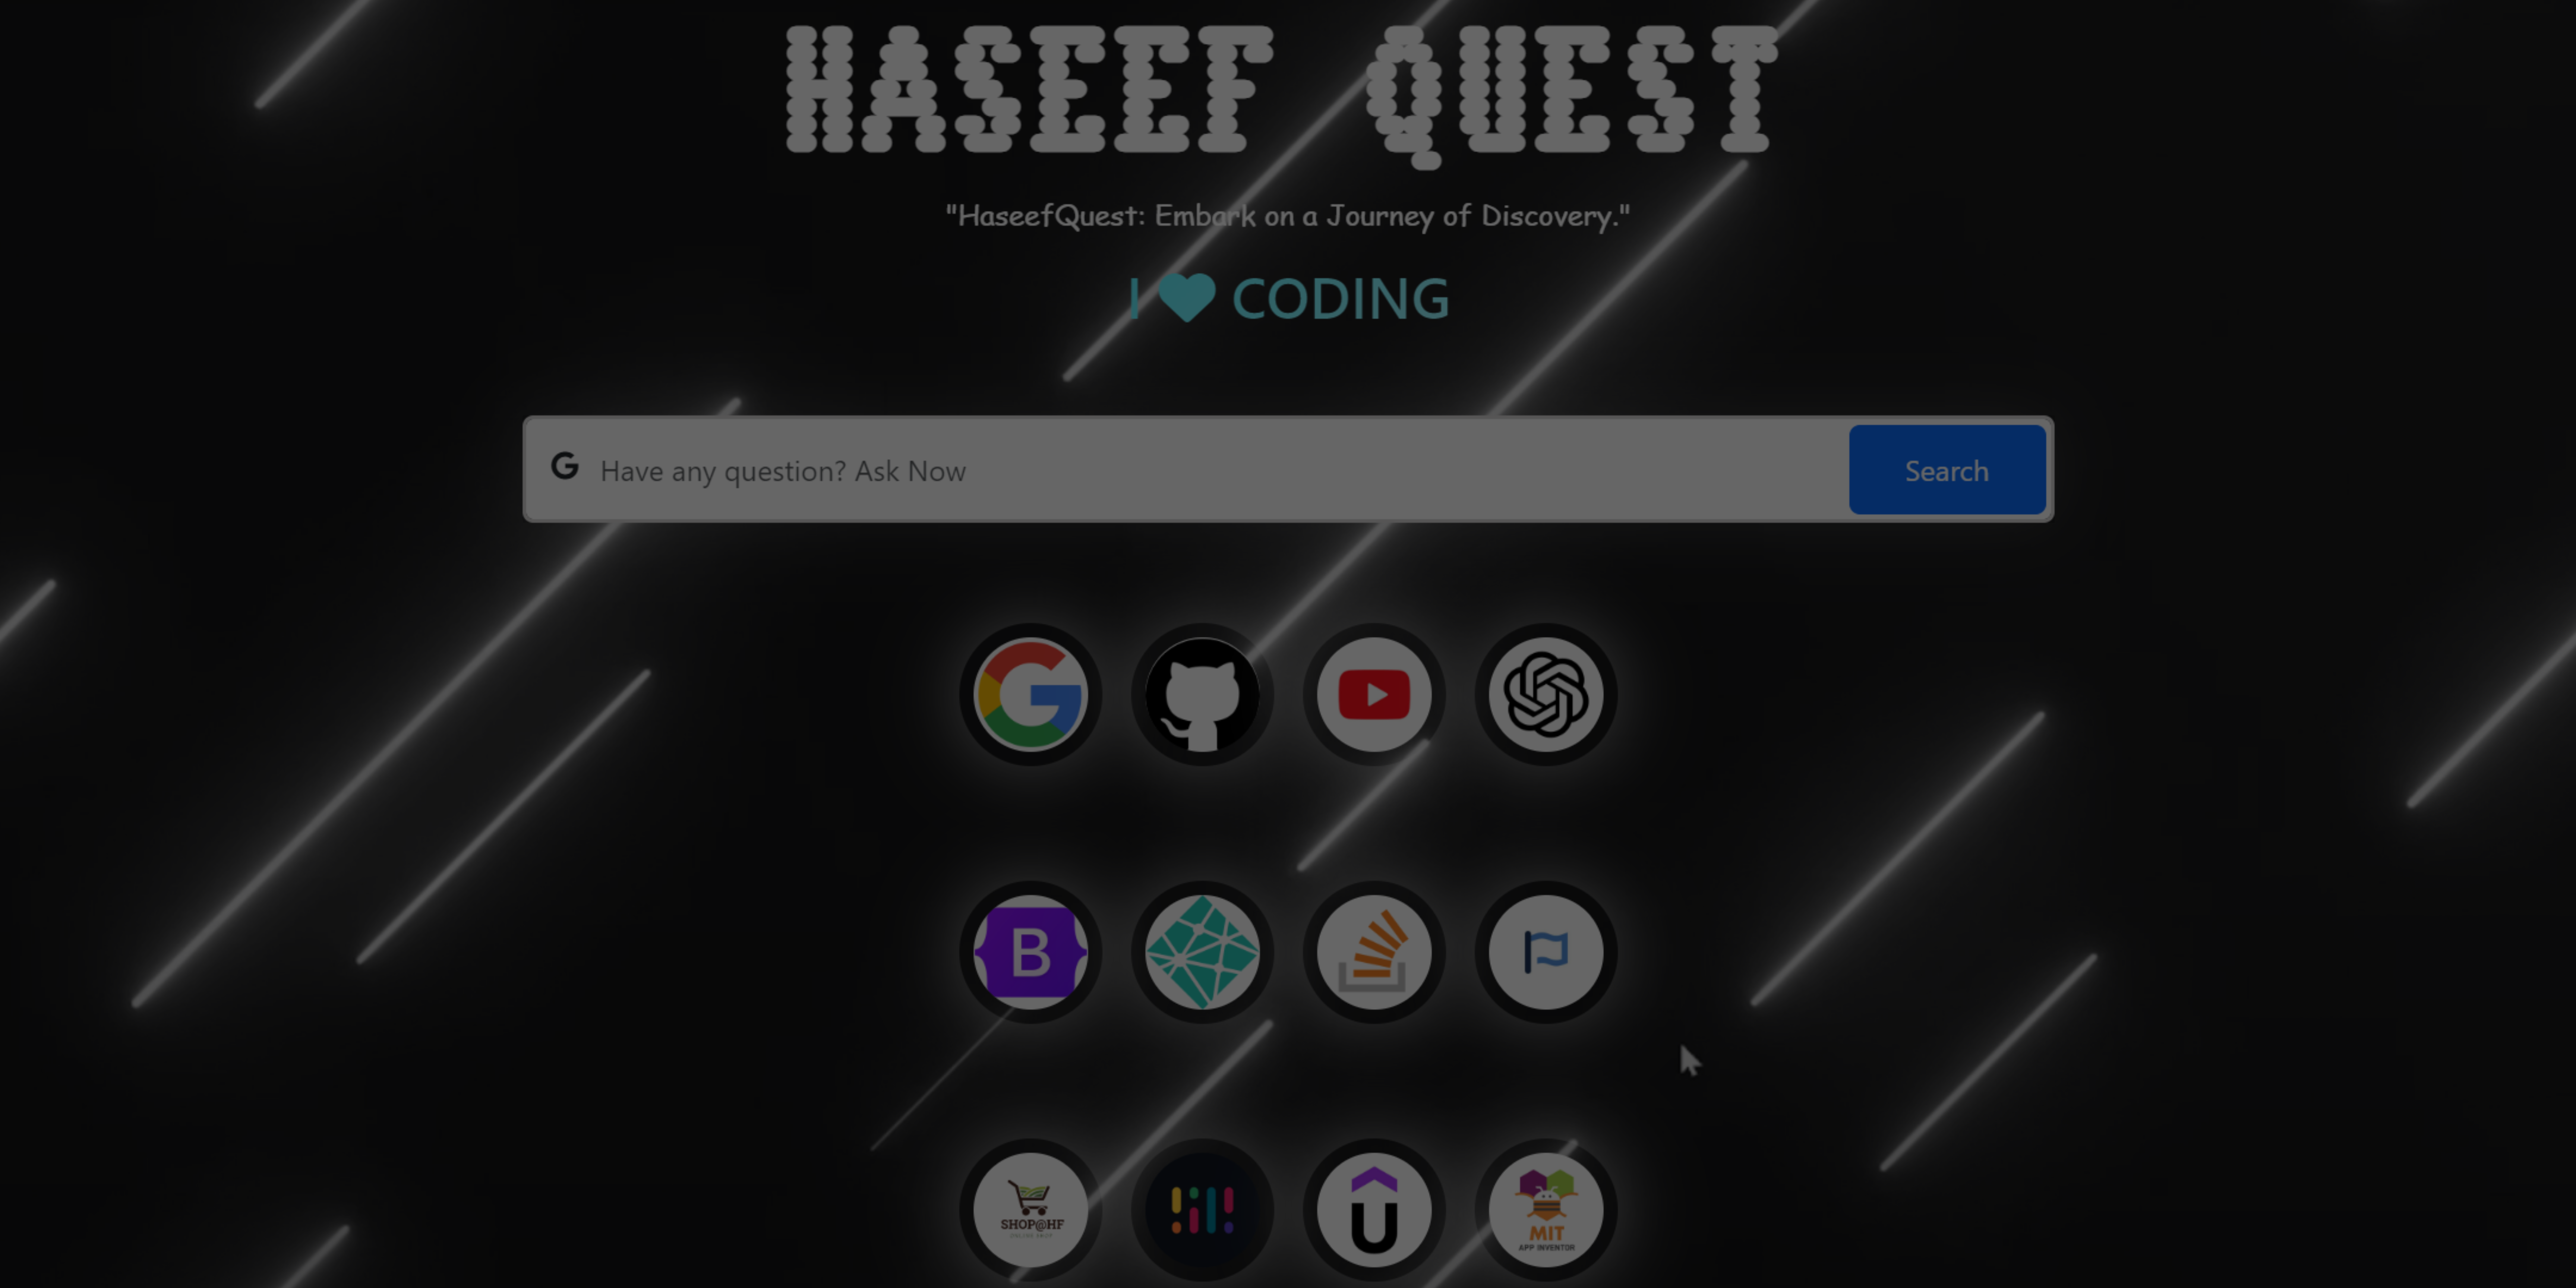 HASEEF QUEST
"HaseefQuest: Embark on a Journey of Discovery."
I ♥ CODING
G Have any question? Ask Now
Search
G
B
SHOP@HF
ONLINE SHOP
U
MIT
APP INVENTOR